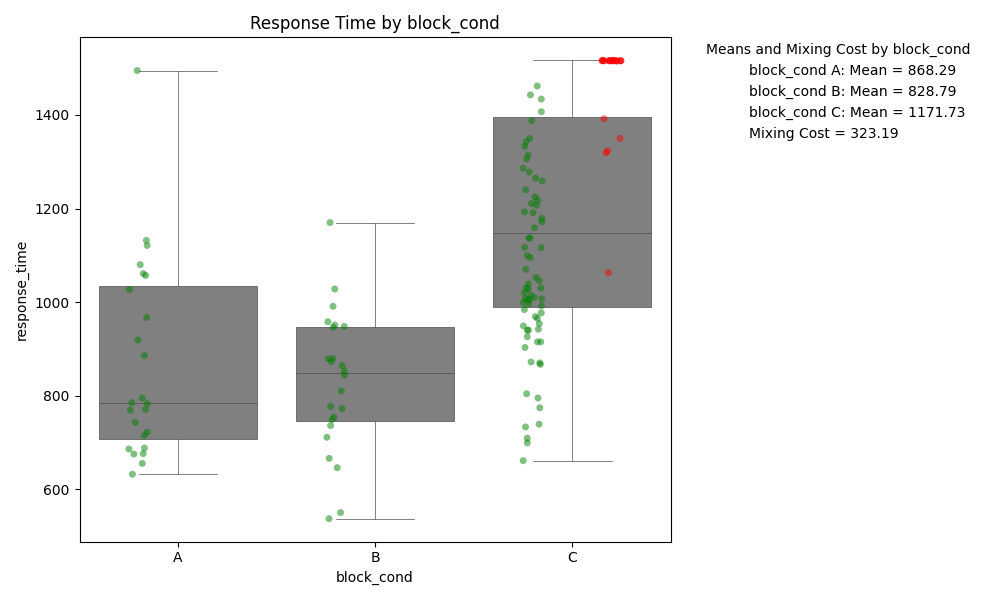 Response Time by block_cond
Means and Mixing Cost by block_cond
block_cond A: Mean = 868.29
block_cond B: Mean = 828.79
block_cond C: Mean = 1171.73
Mixing Cost = 323.19
response_time
1400
1200
1000
800
600
A
B
C
block_cond